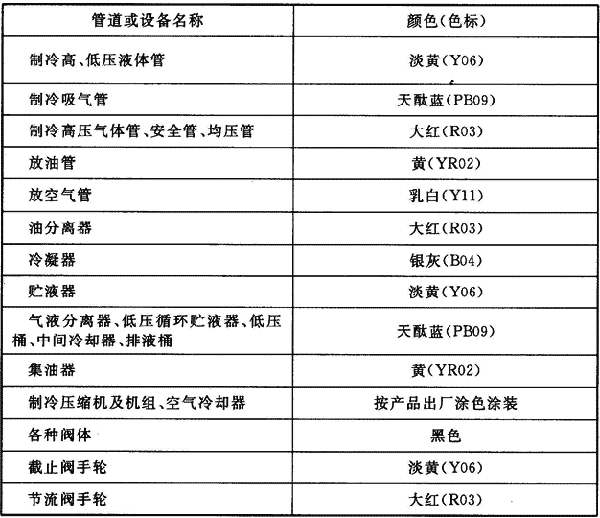 管道或设备名称 颜色(色标)
制冷高、低压液体管 淡黄(Y06)
制冷吸气管 天酞蓝(PB09)
制冷高压气体管、安全管、均压管 大红(R03)
放油管 黄(YR02)
放空气管 乳白(Y11)
油分离器 大红(R03)
冷凝器 银灰(B04)
贮液器 淡黄(Y06)
气液分离器、低压循环贮液器、低压
桶、中间冷却器、排液桶 天酞蓝(PB09)
集油器 黄(YR02)
制冷压缩机及机组、空气冷却器 按产品出厂涂色涂装
各种阀体 黑色
截止阀手轮 淡黄(Y06)
节流阀手轮 大红(R03)